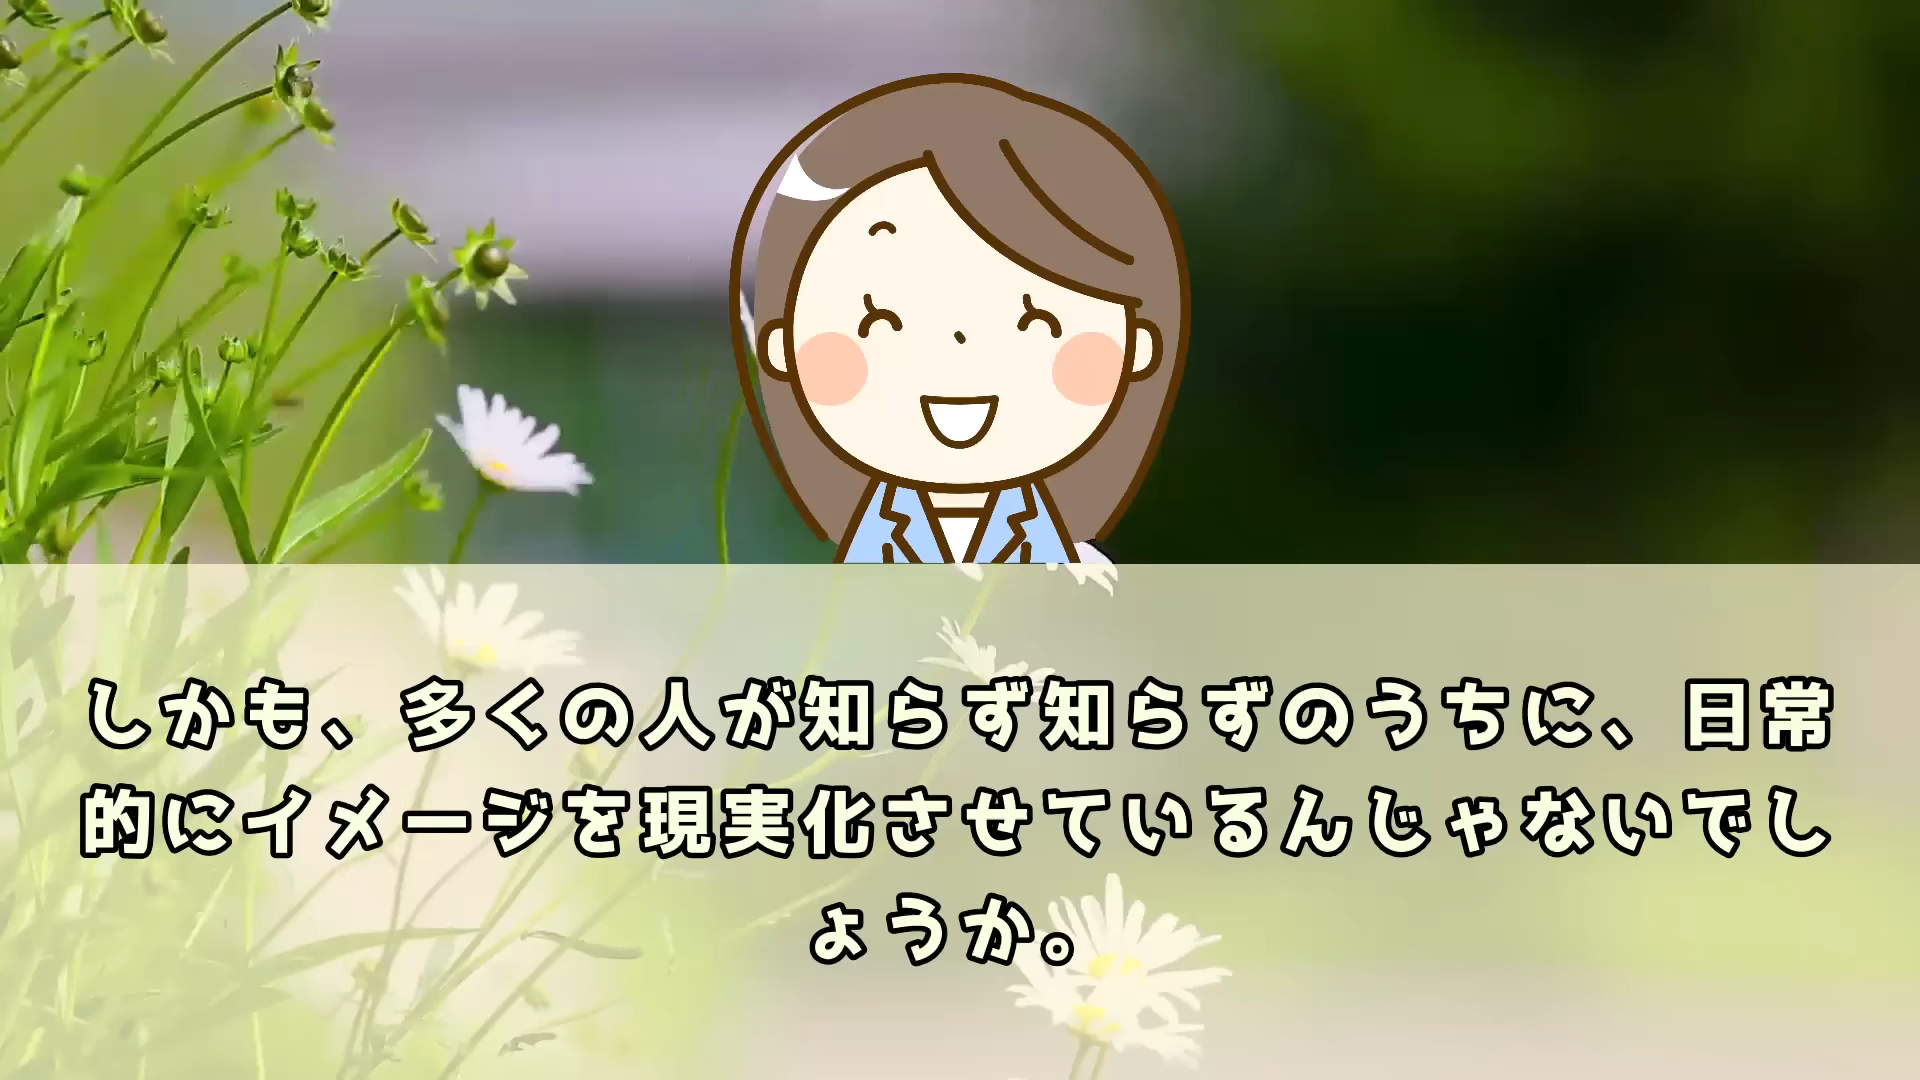 しかも、多くの人が知らず知らずのうちに、日常
的にイメージを現実化させているんじゃないでし
ょうか。